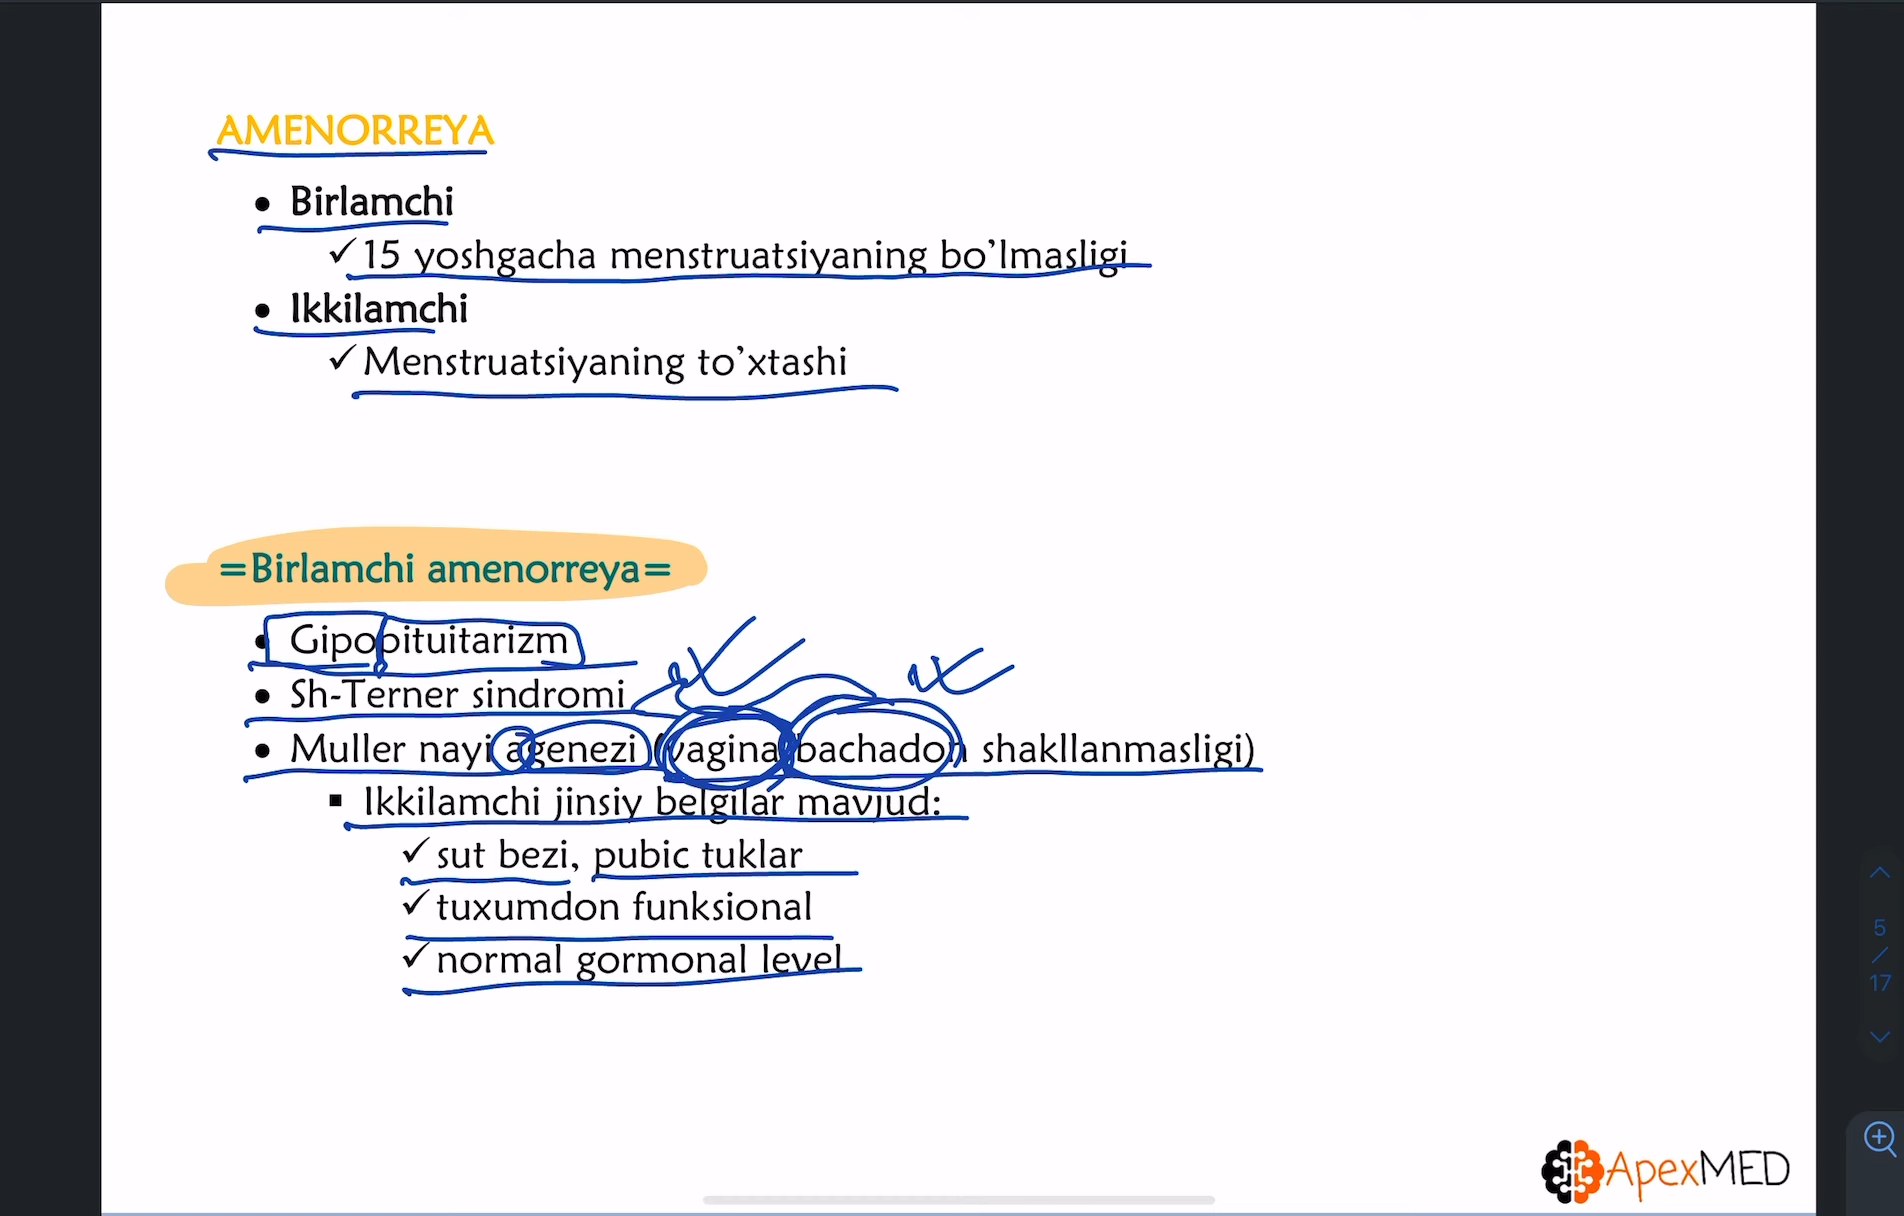 AMENORREYA
• Birlamchi
✓ 15 yoshgacha menstruatsiyaning bo’lmasligi
• Ikkilamchi
✓ Menstruatsiyaning to’xtashi
=Birlamchi amenorreya=
• Gipopituitarizm
• Sh-Terner sindromi
• Muller nayi agenezi (vagina bachadon shakllanmasligi)
▪ Ikkilamchi jinsiy belgilar mavjud:
✓ sut bezi, pubic tuklar
✓ tuxumdon funksional
✓ normal gormonal level
5
/
17
ApexMED